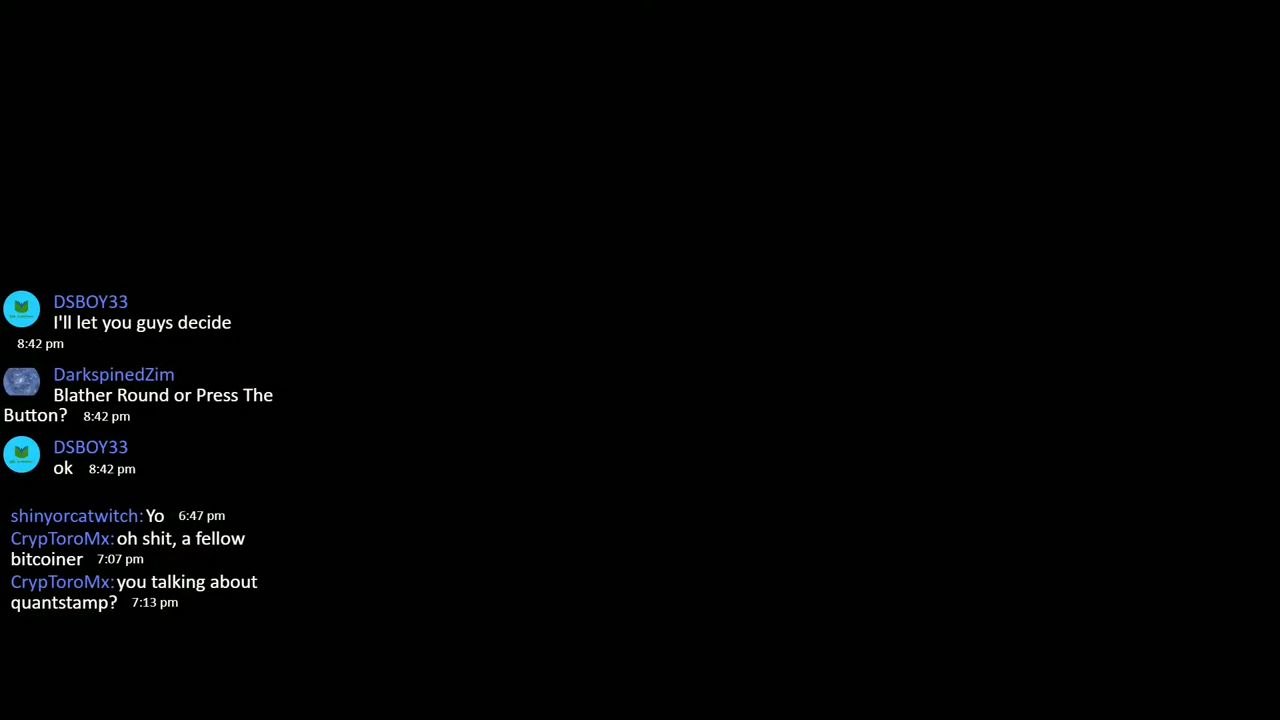 DSBOY33
I'll let you guys decide
8:42 pm
DarkspinedZim
Blather Round or Press The
Button? 8:42 pm
DSBOY33
ok 8:42 pm
shinyorcatwitch: Yo 6:47 pm
CrypToroMx: oh shit, a fellow
bitcoiner 7:07 pm
CrypToroMx: you talking about
quantstamp? 7:13 pm